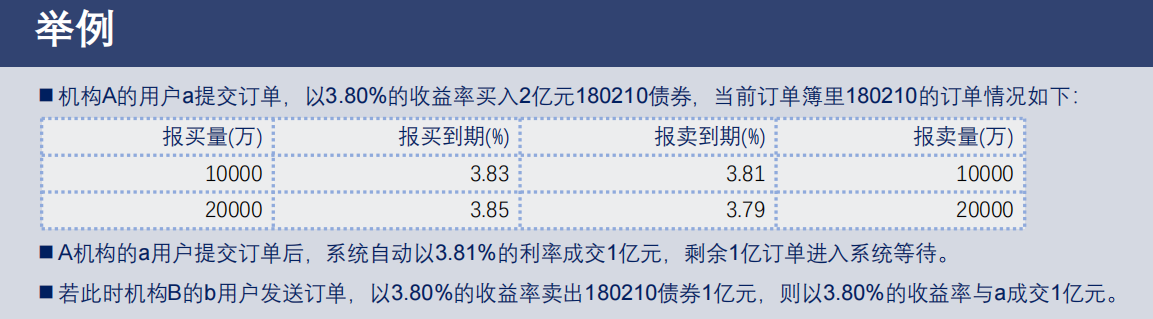 举例
■ 机构A的用户a提交订单，以3.80%的收益率买入2亿元180210债券，当前订单簿里180210的订单情况如下：
报买量(万) 报买到期(%) 报卖到期(%) 报卖量(万)
10000 3.83 3.81 10000
20000 3.85 3.79 20000
■ A机构的a用户提交订单后，系统自动以3.81%的利率成交1亿元，剩余1亿订单进入系统等待。
■ 若此时机构B的b用户发送订单，以3.80%的收益率卖出180210债券1亿元，则以3.80%的收益率与a成交1亿元。